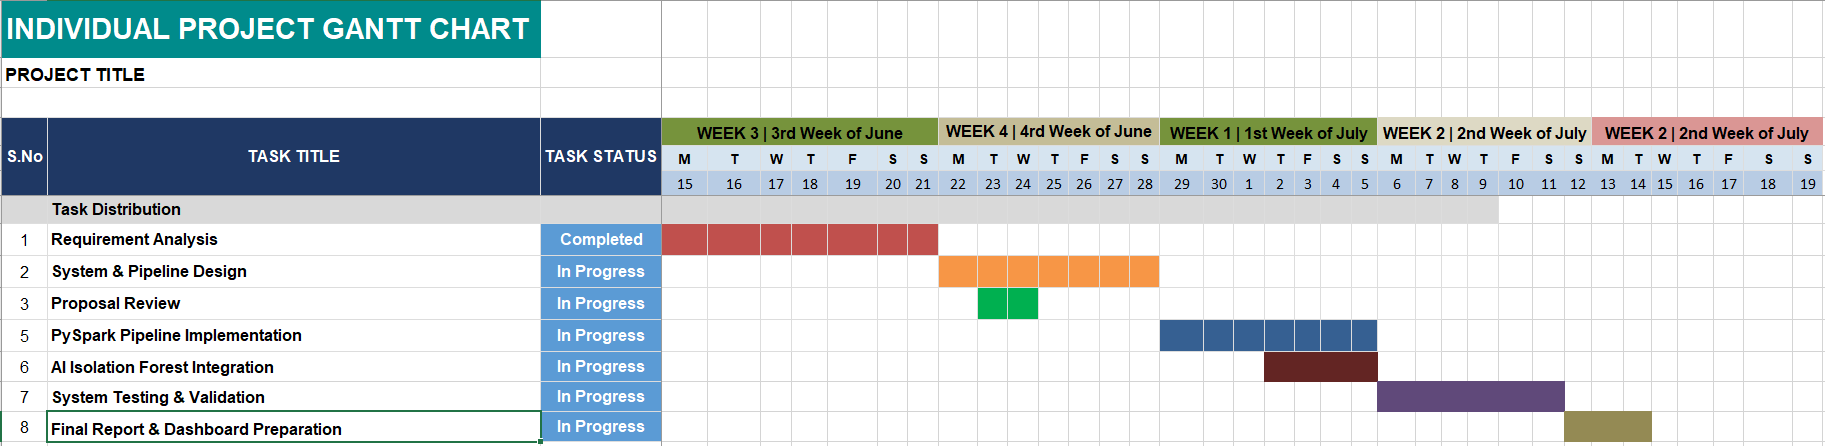 INDIVIDUAL PROJECT GANTT CHART
PROJECT TITLE
S.No TASK TITLE TASK STATUS WEEK 3 | 3rd Week of June WEEK 4 | 4rd Week of June WEEK 1 | 1st Week of July WEEK 2 | 2nd Week of July WEEK 2 | 2nd Week of July
M T W T F S S M T W T F S S M T W T F S S M T W T F S S M T W T F S S
15 16 17 18 19 20 21 22 23 24 25 26 27 28 29 30 1 2 3 4 5 6 7 8 9 10 11 12 13 14 15 16 17 18 19
Task Distribution
1 Requirement Analysis Completed
2 System & Pipeline Design In Progress
3 Proposal Review In Progress
5 PySpark Pipeline Implementation In Progress
6 AI Isolation Forest Integration In Progress
7 System Testing & Validation In Progress
8 Final Report & Dashboard Preparation In Progress